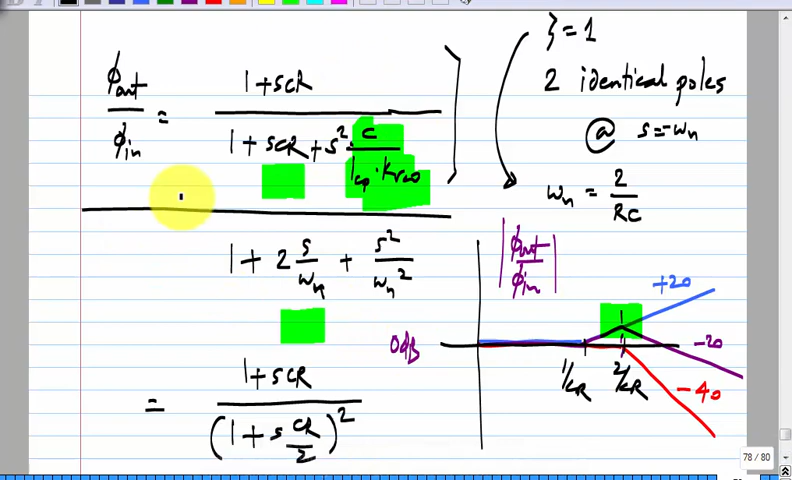 ϕout/ϕin = (1+sCR)/(1+sCR+s² · C/(Icp·Kvco))
ξ=1
2 identical poles
@ s=-ωn
ωn = 2/RC
1 + 2 s/ωn + s²/ωn²
|ϕout/ϕin|
+20
0dB
-20
1/CR 2/CR
-40
= (1+sCR)/(1+s CR/2)²
78 / 80